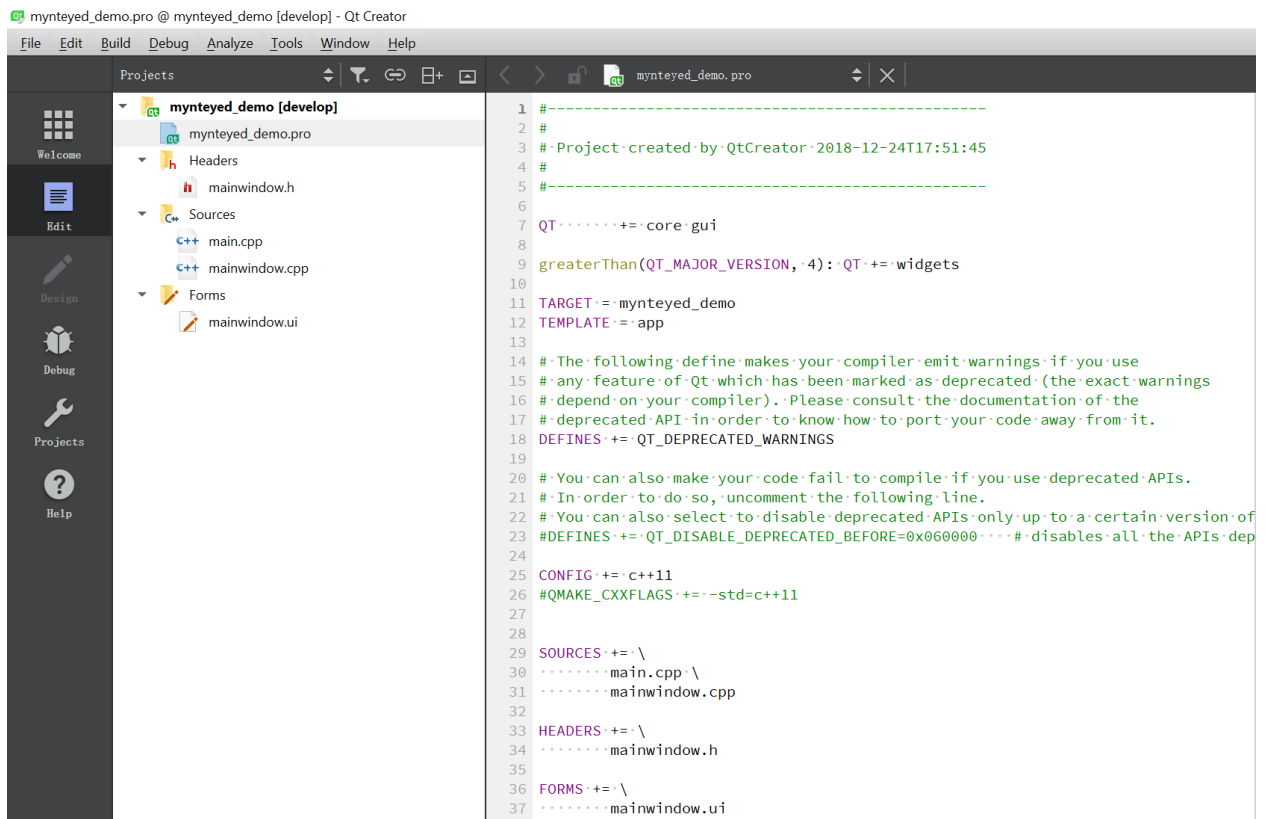 mynteyed_demo.pro @ mynteyed_demo [develop] - Qt Creator
File Edit Build Debug Analyze Tools Window Help
Projects
mynteyed_demo.pro
Welcome
Edit
Design
Debug
Projects
Help
mynteyed_demo [develop]
mynteyed_demo.pro
Headers
mainwindow.h
Sources
main.cpp
mainwindow.cpp
Forms
mainwindow.ui
1 #-------------------------------------------------
2 #
3 # Project created by QtCreator 2018-12-24T17:51:45
4 #
5 #-------------------------------------------------
6
7 QT       += core gui
8
9 greaterThan(QT_MAJOR_VERSION, 4): QT += widgets
10
11 TARGET = mynteyed_demo
12 TEMPLATE = app
13
14 # The following define makes your compiler emit warnings if you use
15 # any feature of Qt which has been marked as deprecated (the exact warnings
16 # depend on your compiler). Please consult the documentation of the
17 # deprecated API in order to know how to port your code away from it.
18 DEFINES += QT_DEPRECATED_WARNINGS
19
20 # You can also make your code fail to compile if you use deprecated APIs.
21 # In order to do so, uncomment the following line.
22 # You can also select to disable deprecated APIs only up to a certain version of
23 #DEFINES += QT_DISABLE_DEPRECATED_BEFORE=0x060000    # disables all the APIs dep
24
25 CONFIG += c++11
26 #QMAKE_CXXFLAGS += -std=c++11
27
28
29 SOURCES += \
30         main.cpp \
31         mainwindow.cpp
32
33 HEADERS += \
34         mainwindow.h
35
36 FORMS += \
37         mainwindow.ui